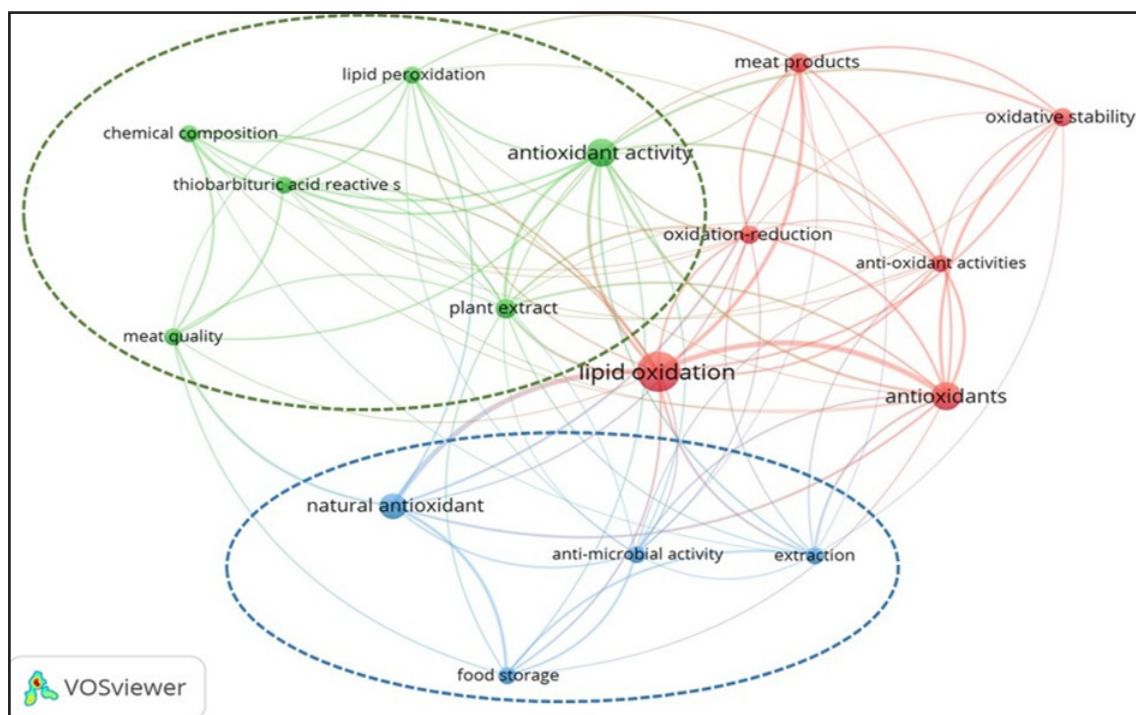 meat products
lipid peroxidation
oxidative stability
chemical composition
antioxidant activity
thiobarbituric acid reactive s
oxidation-reduction
anti-oxidant activities
plant extract
meat quality
lipid oxidation
antioxidants
natural antioxidant
anti-microbial activity
extraction
food storage
VOSviewer